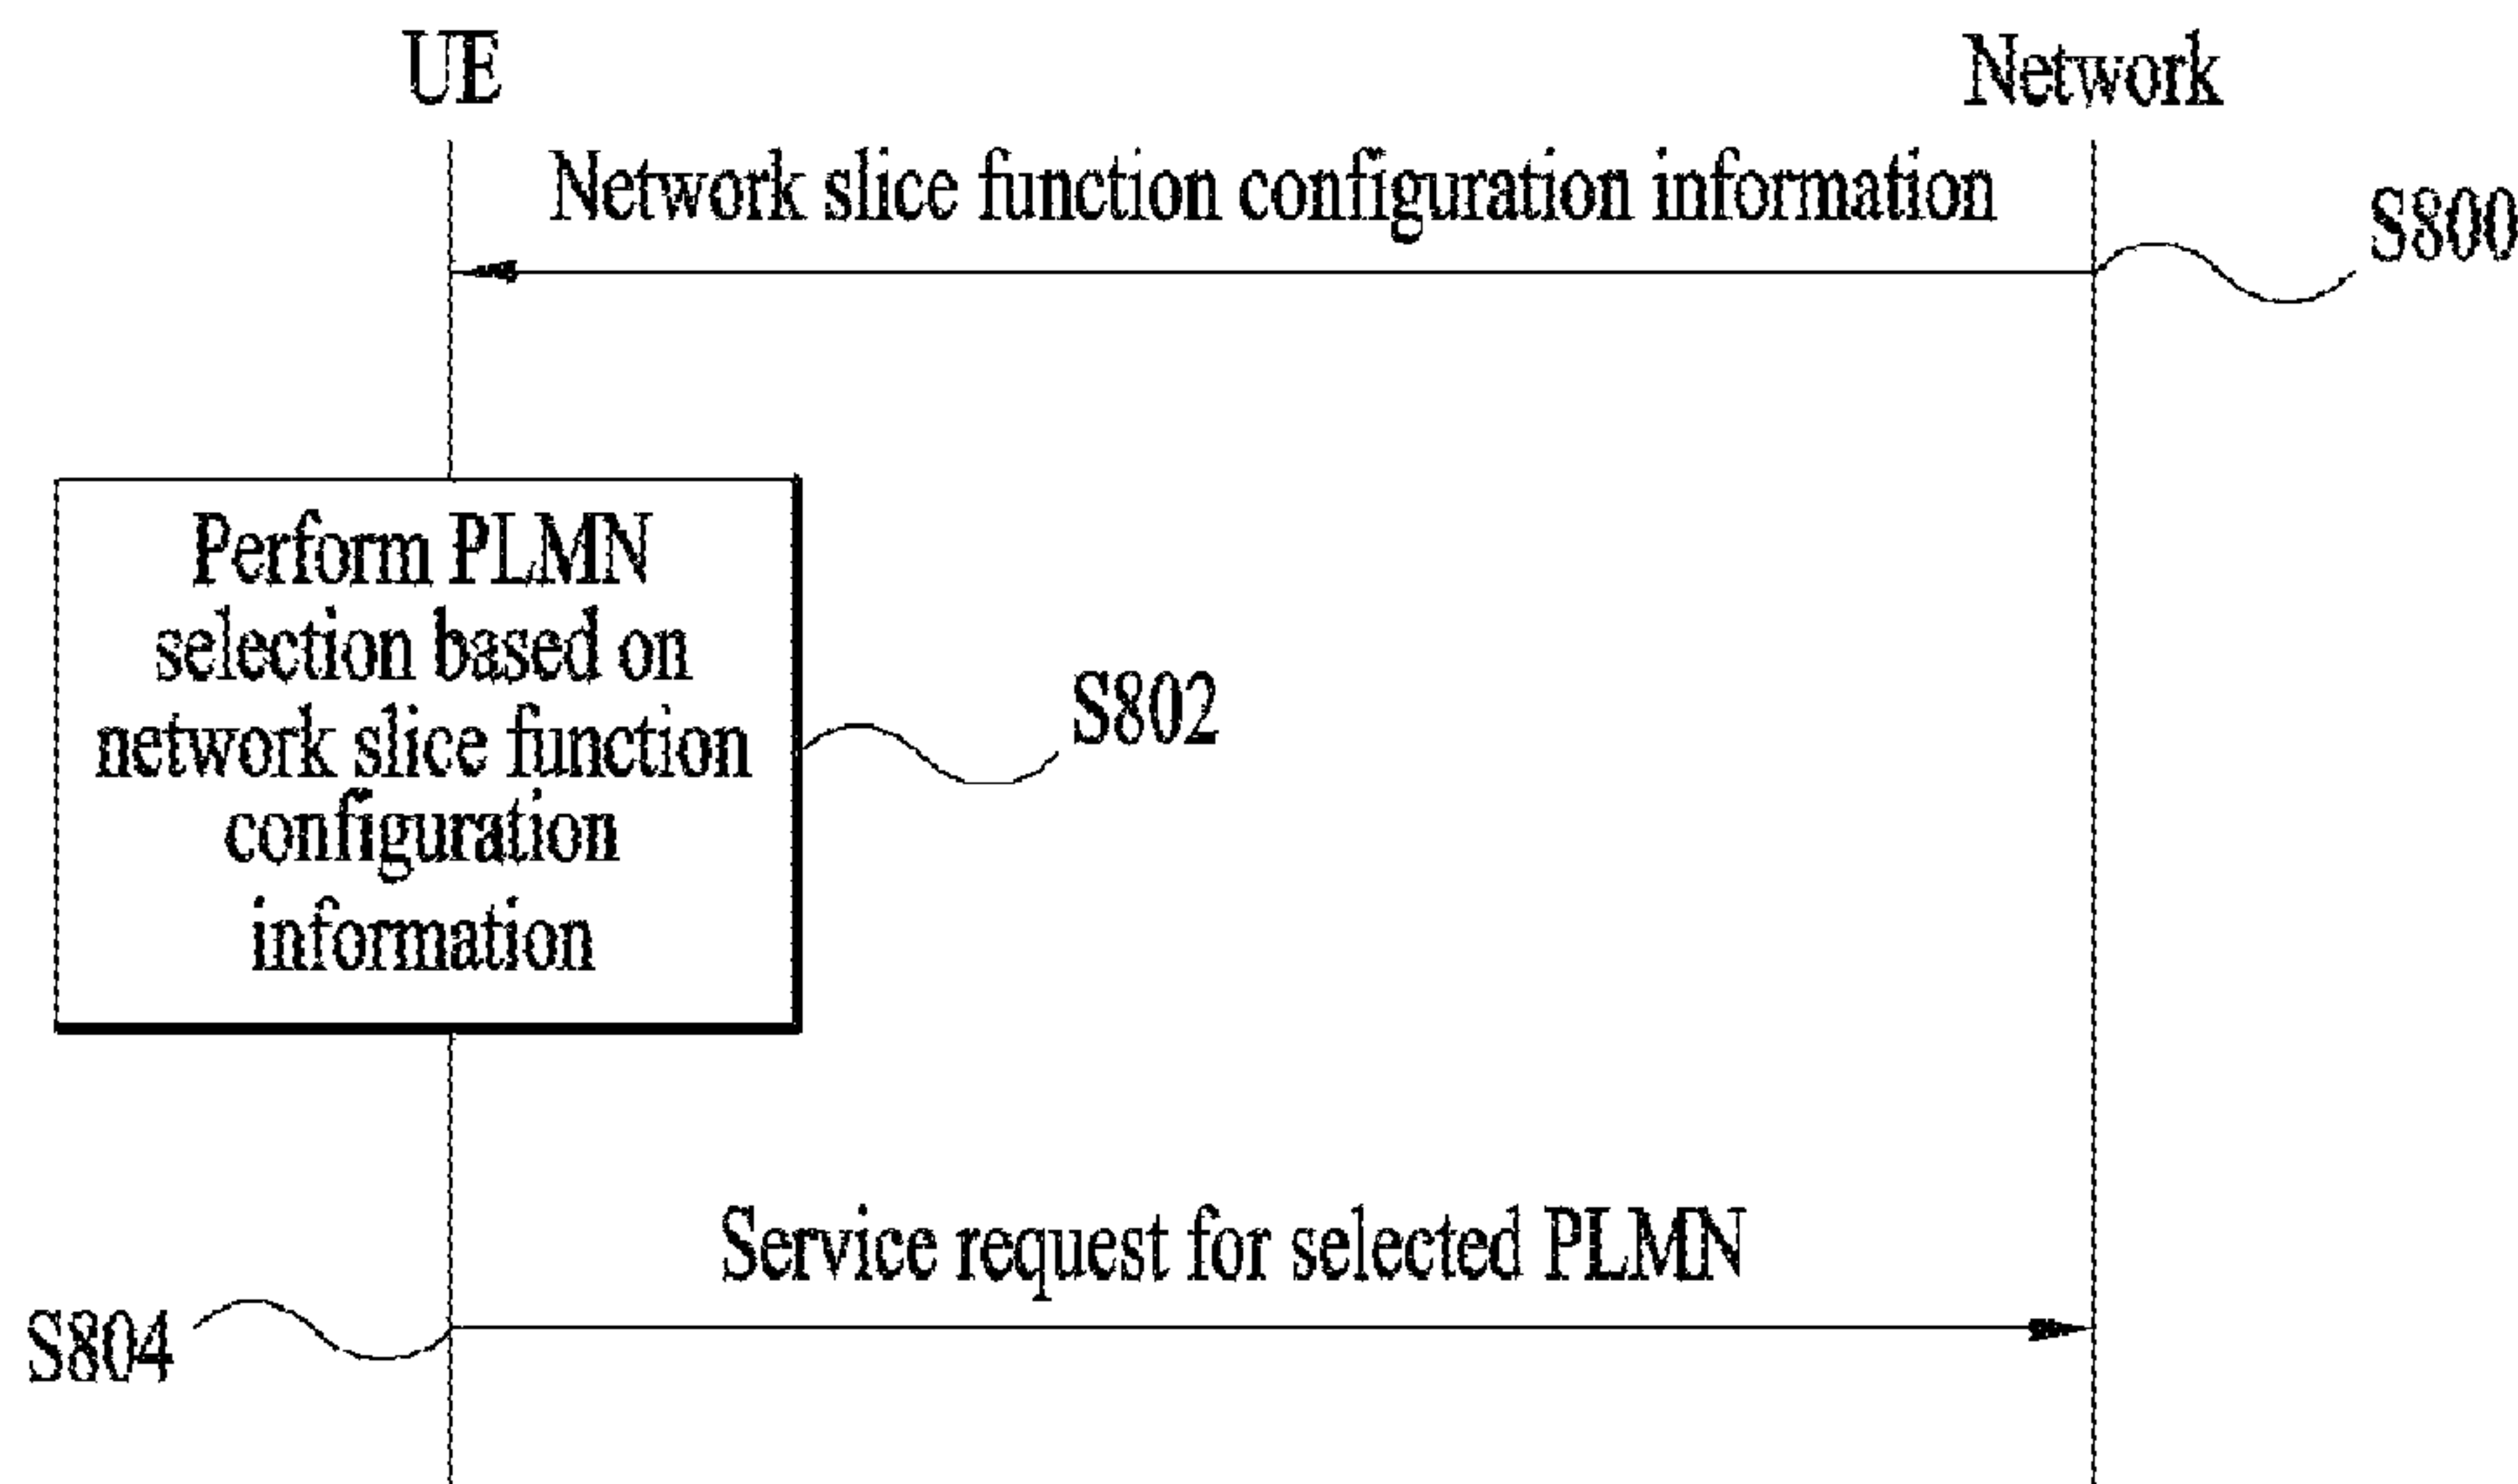 UE
Network
Network slice function configuration information
S800
Perform PLMN
selection based on
network slice function
configuration
information
S802
Service request for selected PLMN
S804